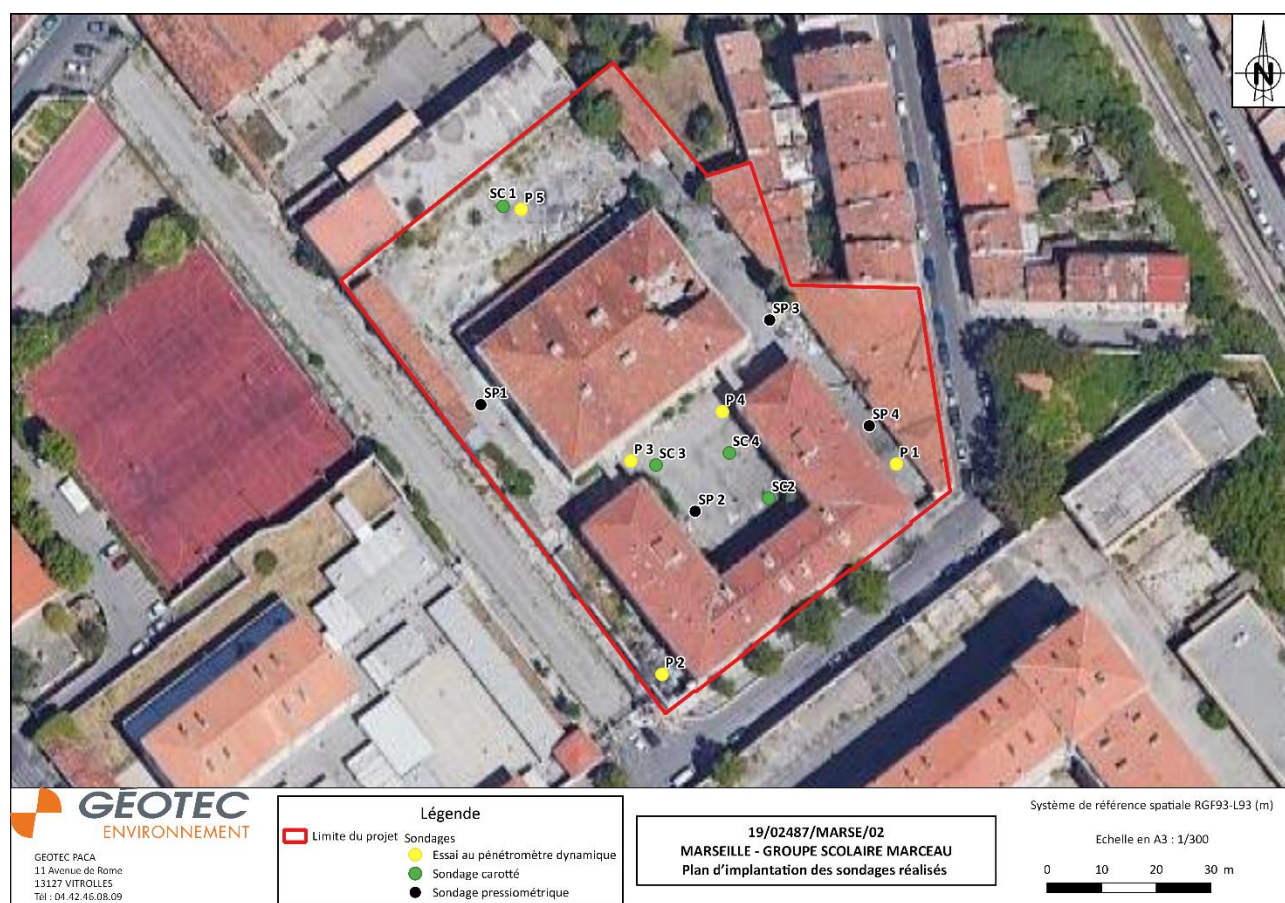 N
SC 1
P 5
SP 3
SP1
P 4
SP 4
SC 4
P 3
SC 3
P 1
SC2
SP 2
P 2
GEOTEC
ENVIRONNEMENT
GEOTEC PACA
11 Avenue de Rome
13127 VITROLLES
Tél : 04.42.46.08.09
Légende
Limite du projet
Sondages
Essai au pénétromètre dynamique
Sondage carotté
Sondage pressiométrique
19/02487/MARSE/02
MARSEILLE - GROUPE SCOLAIRE MARCEAU
Plan d'implantation des sondages réalisés
Système de référence spatiale RGF93-L93 (m)
Echelle en A3 : 1/300
0 10 20 30 m